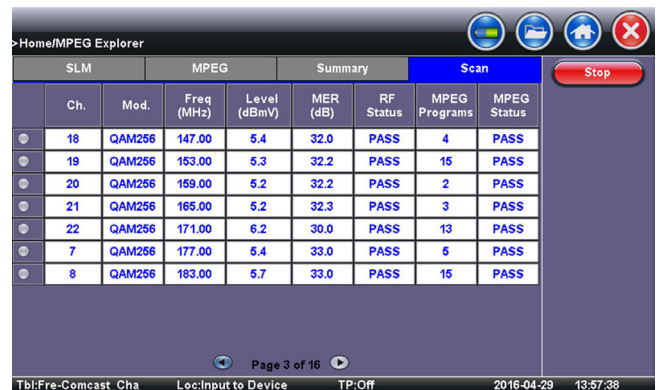 >Home/MPEG Explorer
SLM MPEG Summary Scan Stop
Ch. Mod. Freq (MHz) Level (dBmV) MER (dB) RF Status MPEG Programs MPEG Status
18 QAM256 147.00 5.4 32.0 PASS 4 PASS
19 QAM256 153.00 5.3 32.2 PASS 15 PASS
20 QAM256 159.00 5.2 32.2 PASS 2 PASS
21 QAM256 165.00 5.2 32.3 PASS 3 PASS
22 QAM256 171.00 6.2 30.0 PASS 13 PASS
7 QAM256 177.00 5.4 33.0 PASS 5 PASS
8 QAM256 183.00 5.7 33.0 PASS 15 PASS
Page 3 of 16
Tbl:Fre-Comcast_Cha Loc:Input to Device TP:Off 2016-04-29 13:57:38